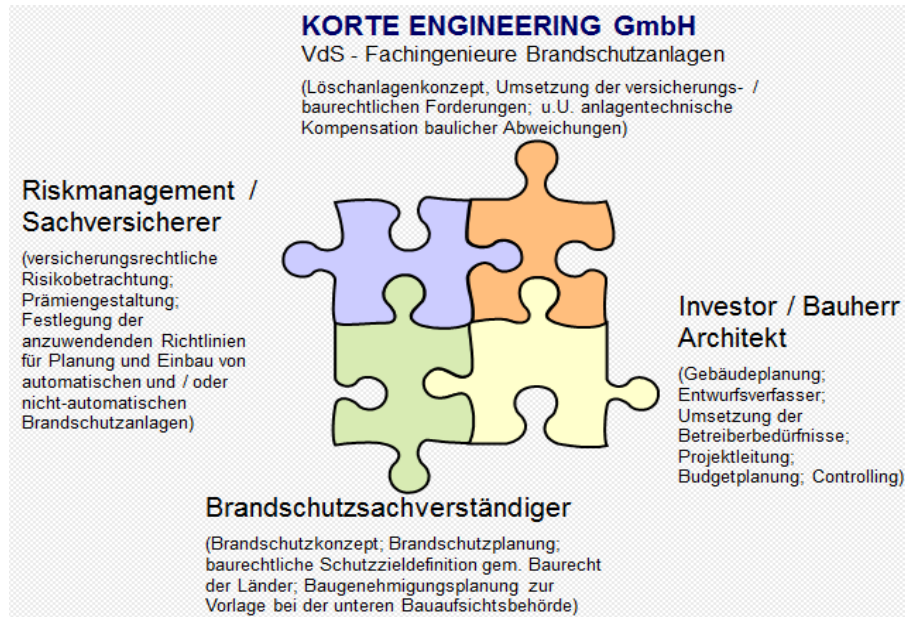 KORTE ENGINEERING GmbH
VdS - Fachingenieure Brandschutzanlagen
(Löschanlagenkonzept, Umsetzung der versicherungs- /
baurechtlichen Forderungen; u.U. anlagentechnische
Kompensation baulicher Abweichungen)
Riskmanagement /
Sachversicherer
(versicherungsrechtliche
Risikobetrachtung;
Prämiengestaltung;
Festlegung der
anzuwendenden Richtlinien
für Planung und Einbau von
automatischen und / oder
nicht-automatischen
Brandschutzanlagen)
Investor / Bauherr
Architekt
(Gebäudeplanung;
Entwurfsverfasser;
Umsetzung der
Betreiberbedürfnisse;
Projektleitung;
Budgetplanung; Controlling)
Brandschutzsachverständiger
(Brandschutzkonzept; Brandschutzplanung;
baurechtliche Schutzzieldefinition gem. Baurecht
der Länder; Baugenehmigungsplanung zur
Vorlage bei der unteren Bauaufsichtsbehörde)